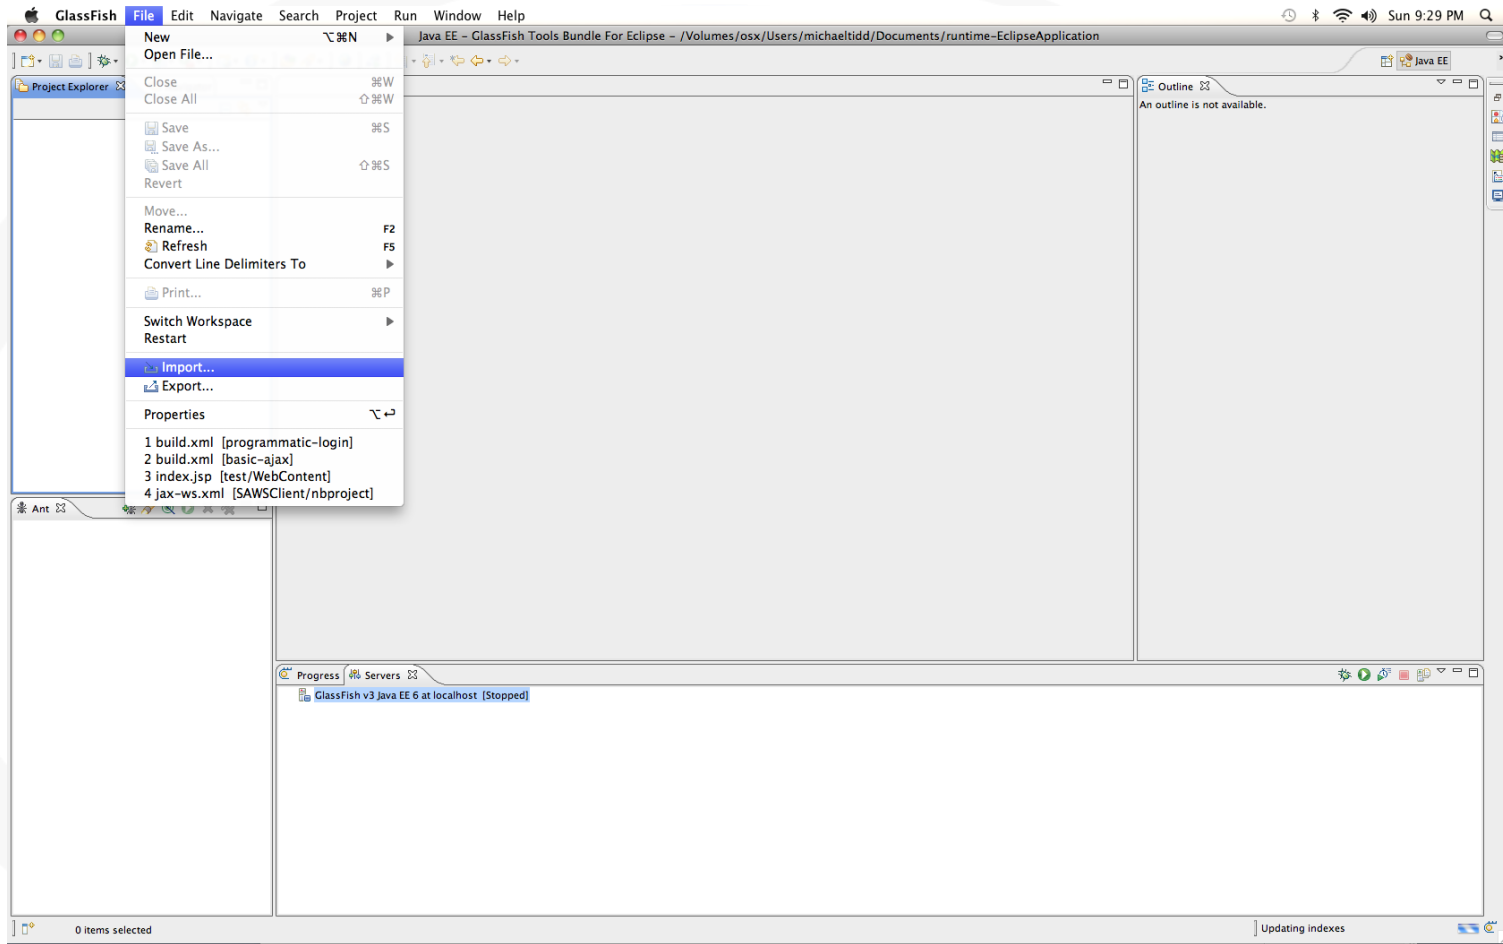 GlassFish File Edit Navigate Search Project Run Window Help Sun 9:29 PM
Java EE - GlassFish Tools Bundle For Eclipse - /Volumes/osx/Users/michaeltidd/Documents/runtime-EclipseApplication
New ⌥⌘N
Open File...
Close ⌘W
Close All ⇧⌘W
Save ⌘S
Save As...
Save All ⇧⌘S
Revert
Move...
Rename... F2
Refresh F5
Convert Line Delimiters To
Print... ⌘P
Switch Workspace
Restart
Import...
Export...
Properties ⌥↩
1 build.xml [programmatic-login]
2 build.xml [basic-ajax]
3 index.jsp [test/WebContent]
4 jax-ws.xml [SAWSClient/nbproject]
Java EE
Project Explorer
Outline
An outline is not available.
Ant
Progress Servers
GlassFish v3 Java EE 6 at localhost [Stopped]
0 items selected
Updating indexes